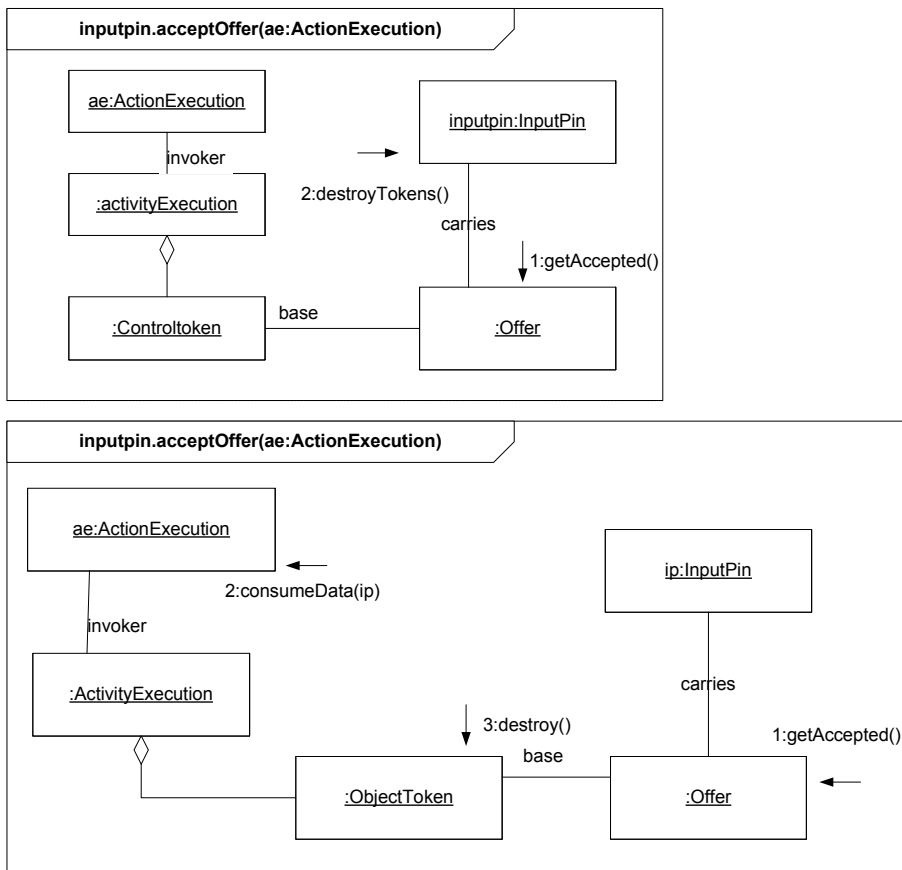 inputpin.acceptOffer(ae:ActionExecution)
ae:ActionExecution
inputpin:InputPin
invoker
2:destroyTokens()
:activityExecution
carries
1:getAccepted()
:Controltoken
base
:Offer
inputpin.acceptOffer(ae:ActionExecution)
ae:ActionExecution
ip:InputPin
2:consumeData(ip)
invoker
:ActivityExecution
carries
3:destroy()
1:getAccepted()
base
:ObjectToken
:Offer